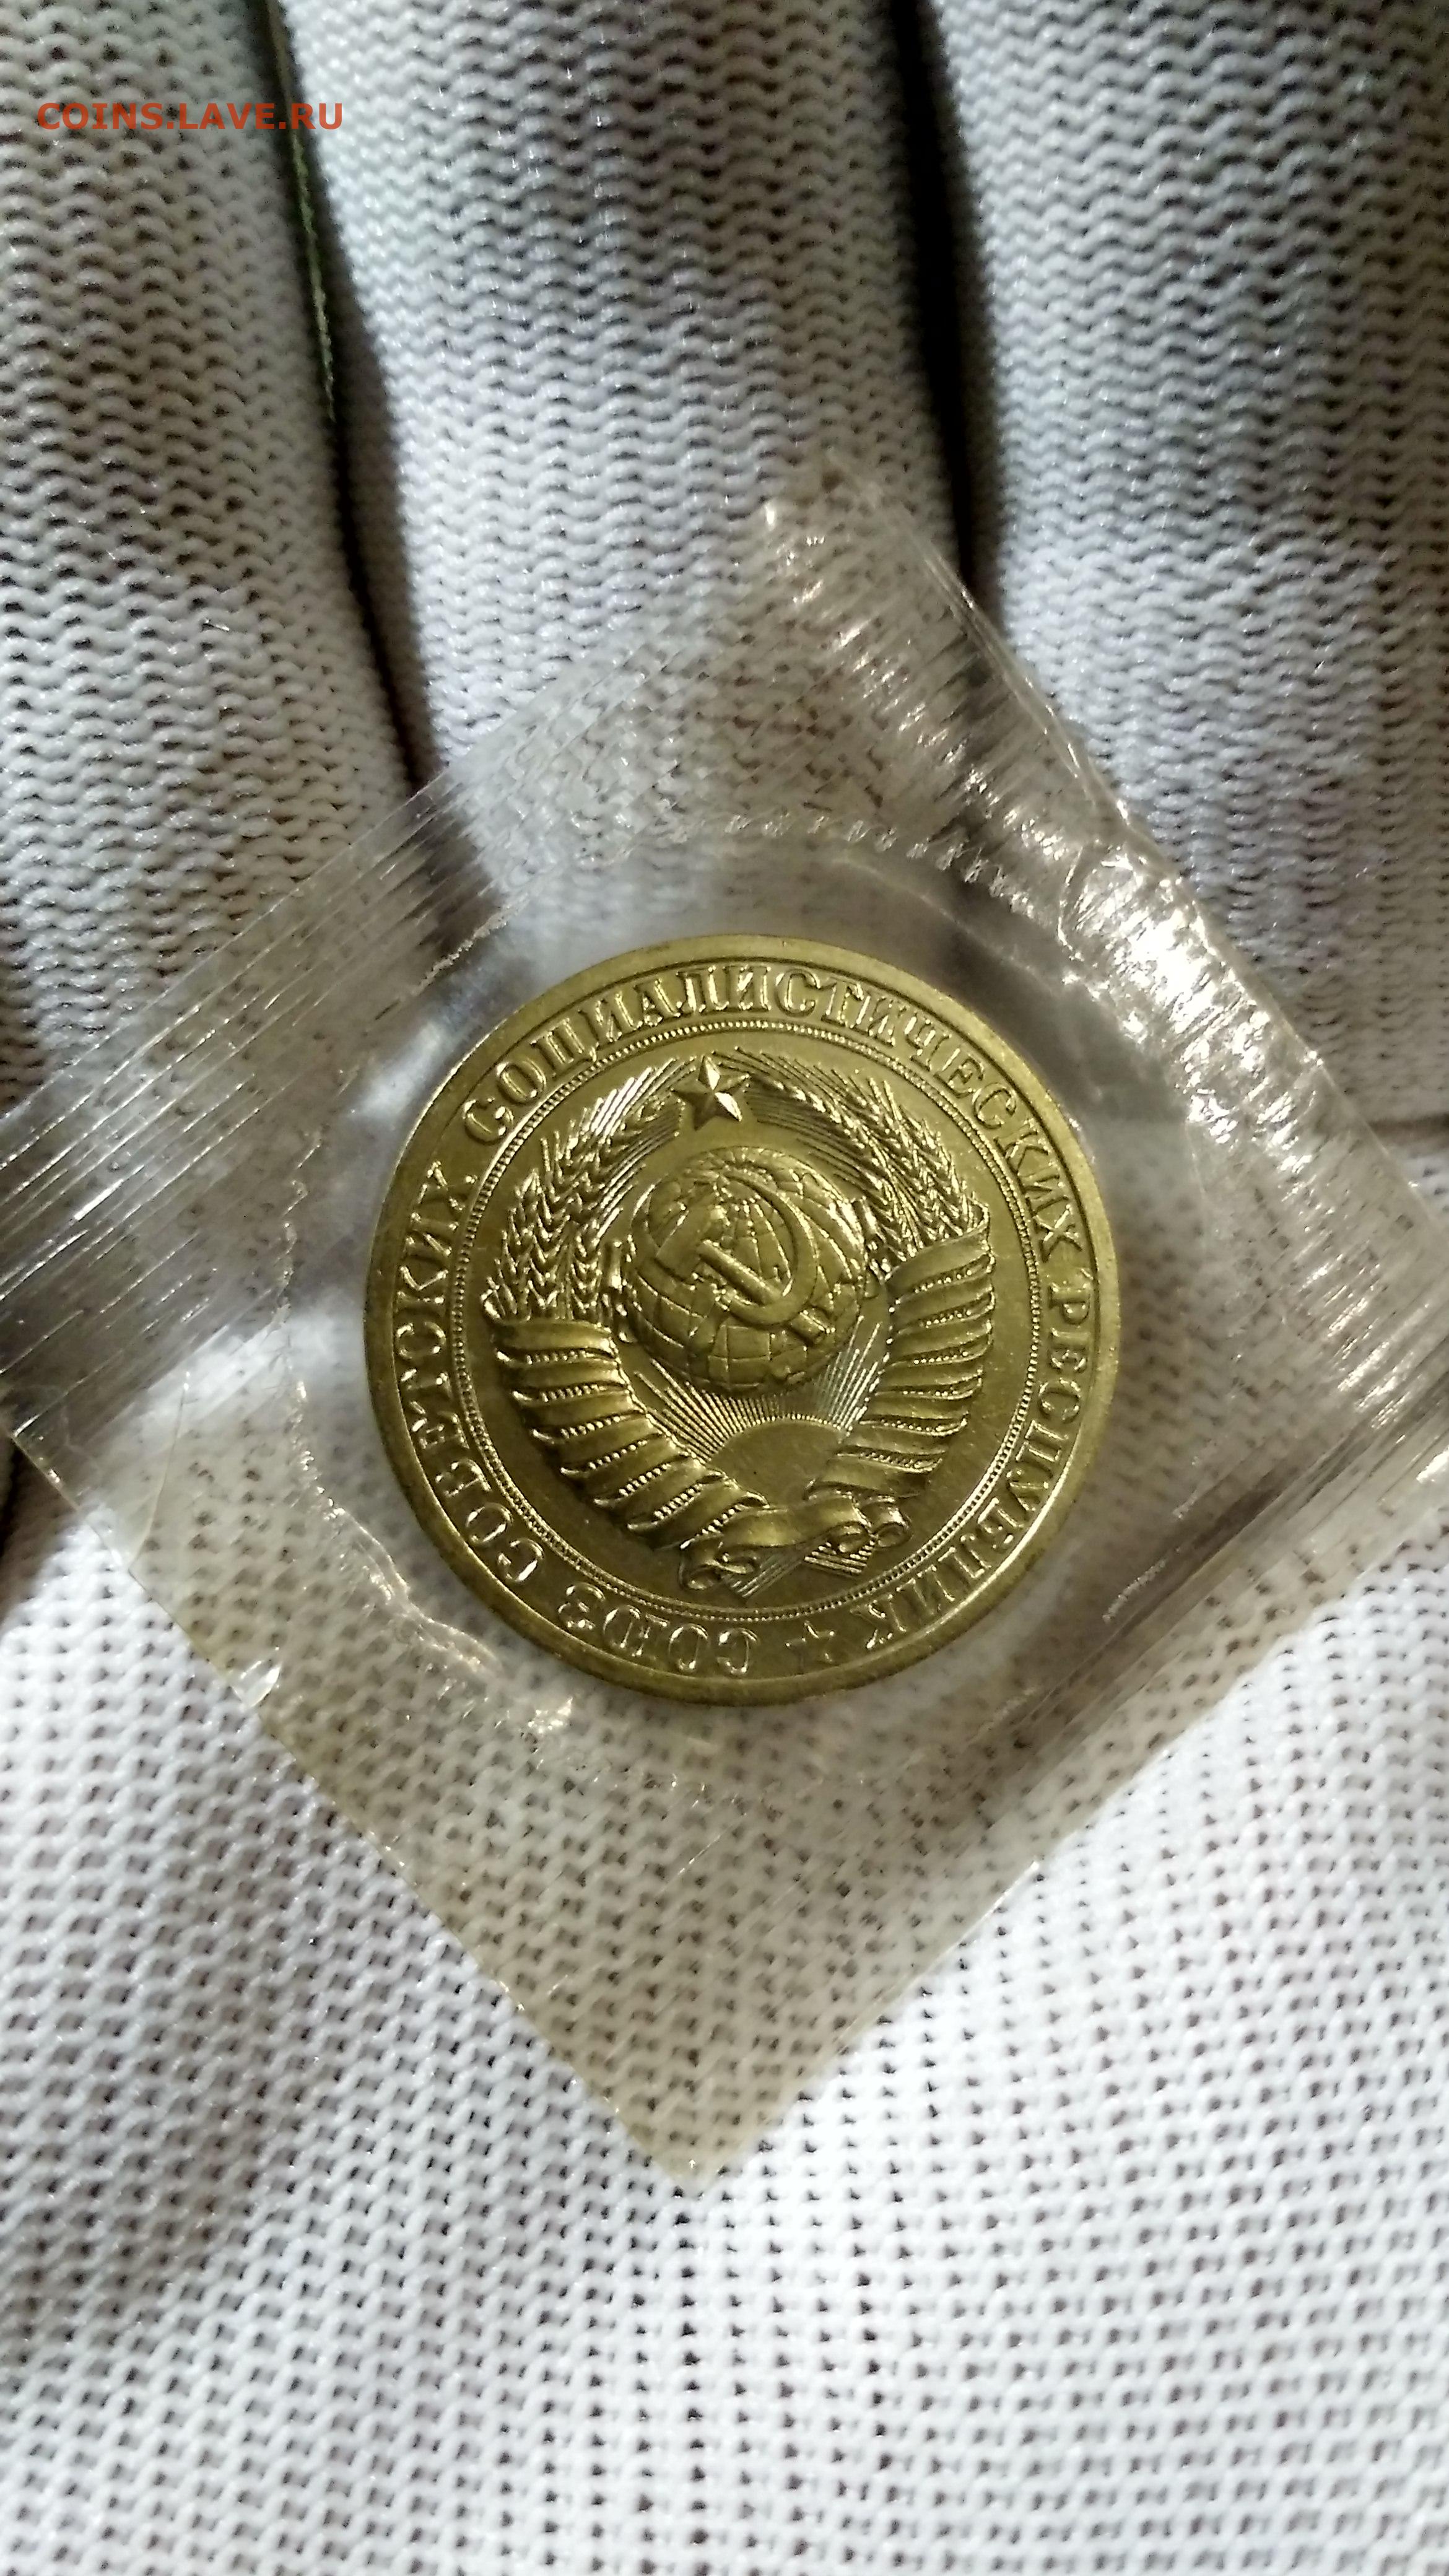 COINS.LAVE.RU
СОЮЗ СОВЕТСКИХ СОЦИАЛИСТИЧЕСКИХ РЕСПУБЛИК